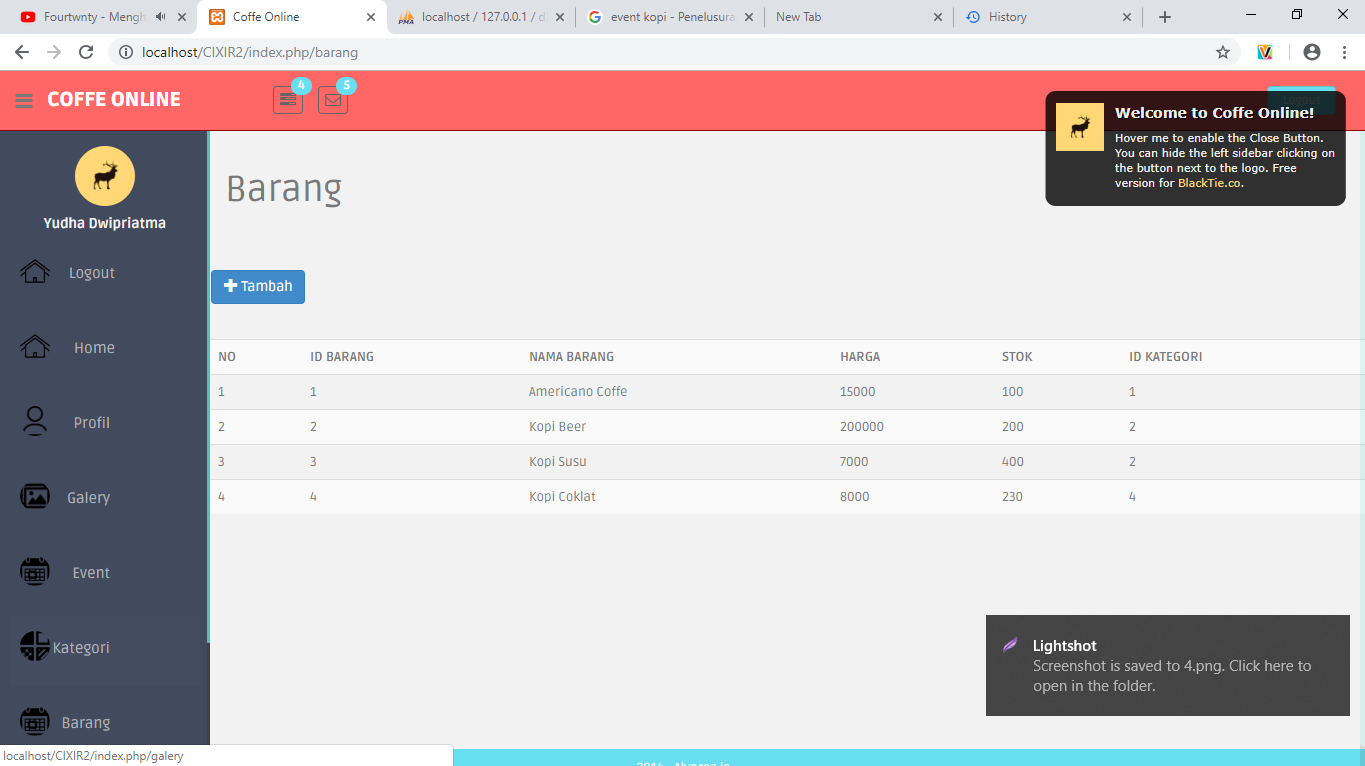 Fourtwnty - Mengh
Coffe Online
localhost / 127.0.0.1 / d
event kopi - Penelusura
New Tab
History
localhost/CIXIR2/index.php/barang
COFFE ONLINE
4
5
Welcome to Coffe Online!
Hover me to enable the Close Button.
You can hide the left sidebar clicking on
the button next to the logo. Free
version for BlackTie.co.
Yudha Dwipriatma
Logout
Home
Profil
Galery
Event
Kategori
Barang
Barang
Tambah
NO ID BARANG NAMA BARANG HARGA STOK ID KATEGORI
1 1 Americano Coffe 15000 100 1
2 2 Kopi Beer 200000 200 2
3 3 Kopi Susu 7000 400 2
4 4 Kopi Coklat 8000 230 4
Lightshot
Screenshot is saved to 4.png. Click here to
open in the folder.
localhost/CIXIR2/index.php/galery